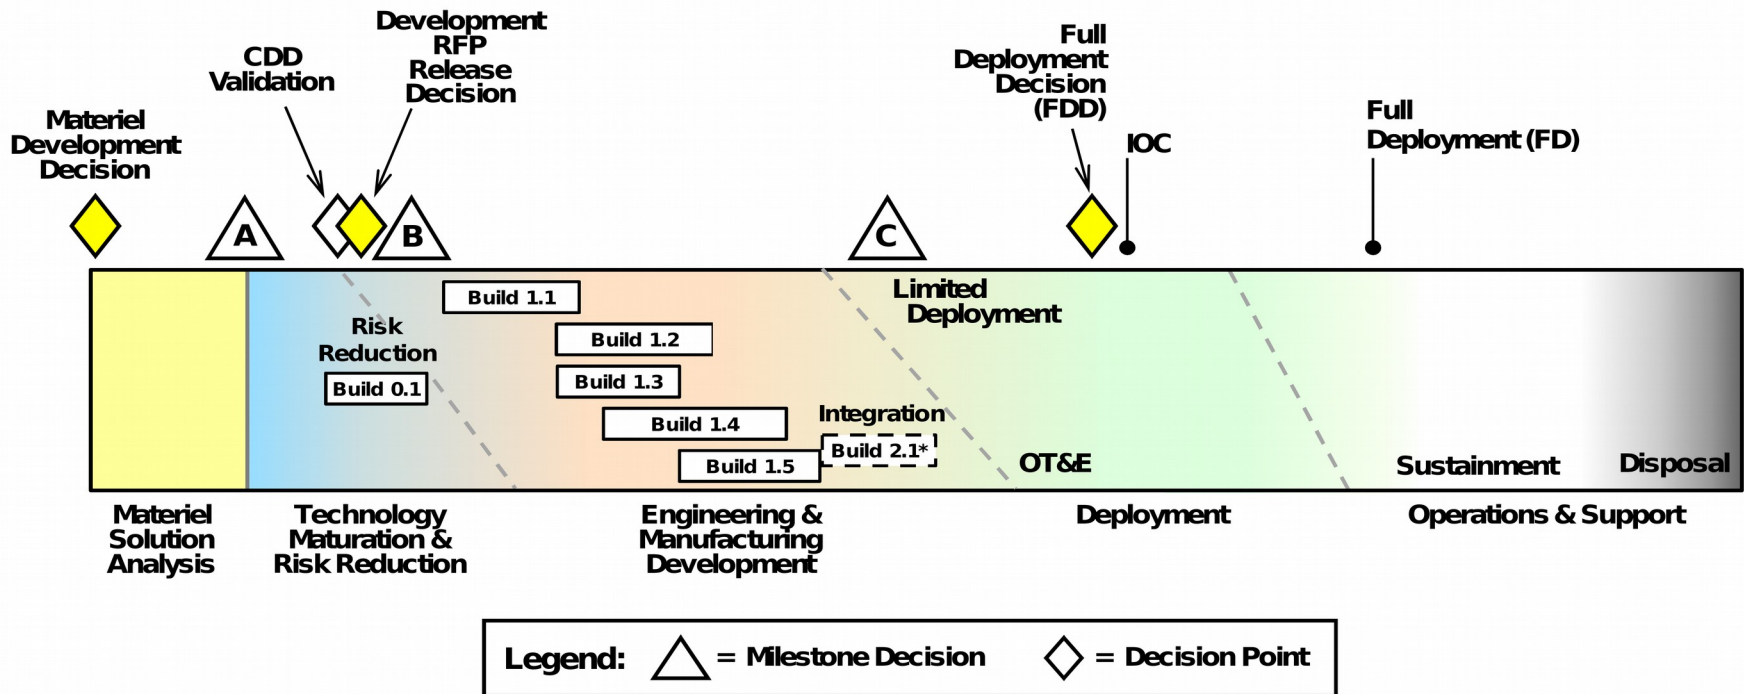 Materiel
Development
Decision
CDD
Validation
Development
RFP
Release
Decision
Full
Deployment
Decision
(FDD)
IOC
Full
Deployment (FD)
A
B
C
Build 1.1
Risk
Reduction
Build 0.1
Build 1.2
Build 1.3
Build 1.4
Build 1.5
Integration
Build 2.1*
Limited
Deployment
OT&E
Sustainment
Disposal
Materiel
Solution
Analysis
Technology
Maturation &
Risk Reduction
Engineering &
Manufacturing
Development
Deployment
Operations & Support
Legend:
= Milestone Decision
= Decision Point